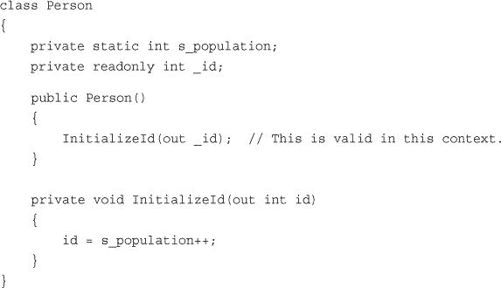 class Person
{
    private static int s_population;
    private readonly int _id;
    public Person()
    {
        InitializeId(out _id);  // This is valid in this context.
    }
    private void InitializeId(out int id)
    {
        id = s_population++;
    }
}